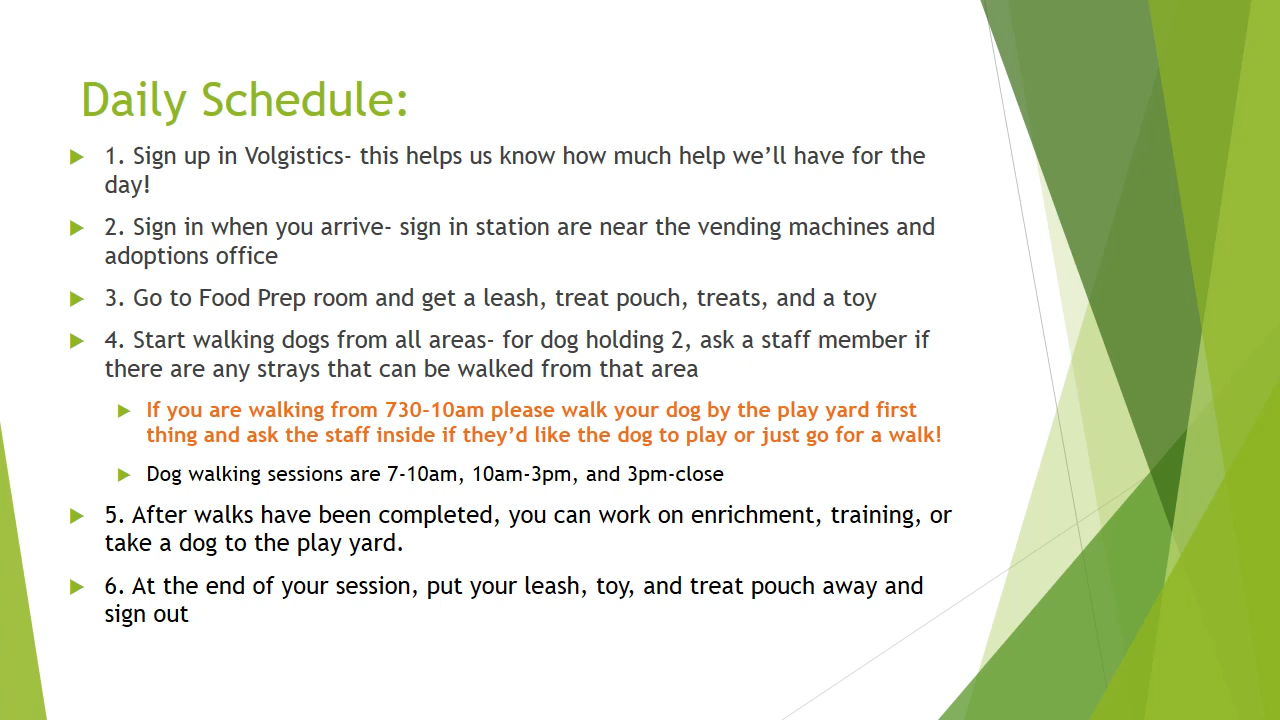 Daily Schedule:
1. Sign up in Volgistics- this helps us know how much help we’ll have for the
day!
2. Sign in when you arrive- sign in station are near the vending machines and
adoptions office
3. Go to Food Prep room and get a leash, treat pouch, treats, and a toy
4. Start walking dogs from all areas- for dog holding 2, ask a staff member if
there are any strays that can be walked from that area
If you are walking from 730-10am please walk your dog by the play yard first
thing and ask the staff inside if they’d like the dog to play or just go for a walk!
Dog walking sessions are 7-10am, 10am-3pm, and 3pm-close
5. After walks have been completed, you can work on enrichment, training, or
take a dog to the play yard.
6. At the end of your session, put your leash, toy, and treat pouch away and
sign out